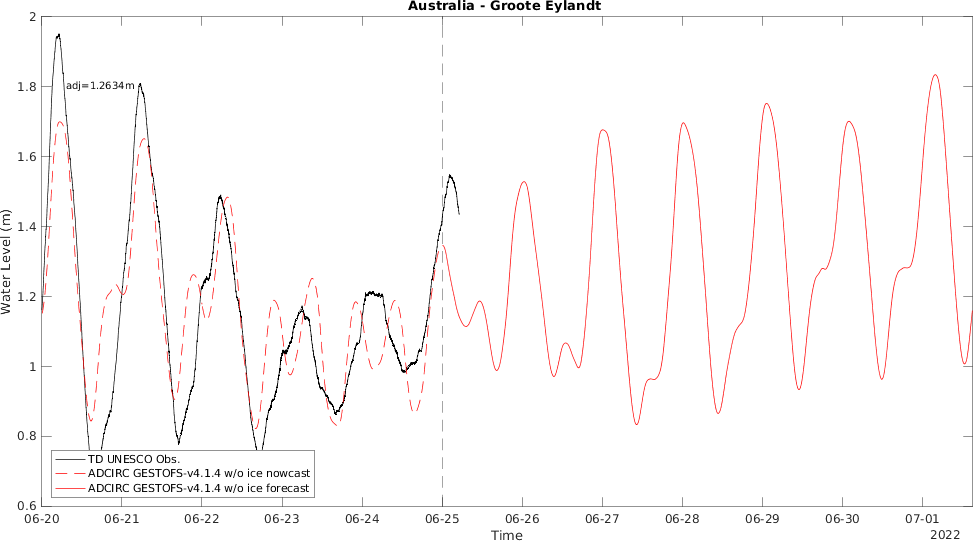 Australia - Groote Eylandt
Water Level (m)
2
1.8
1.6
1.4
1.2
1
0.8
0.6
adj=1.2634m
TD UNESCO Obs.
ADCIRC GESTOFS-v4.1.4 w/o ice nowcast
ADCIRC GESTOFS-v4.1.4 w/o ice forecast
06-20 06-21 06-22 06-23 06-24 06-25 06-26 06-27 06-28 06-29 06-30 07-01
Time
2022